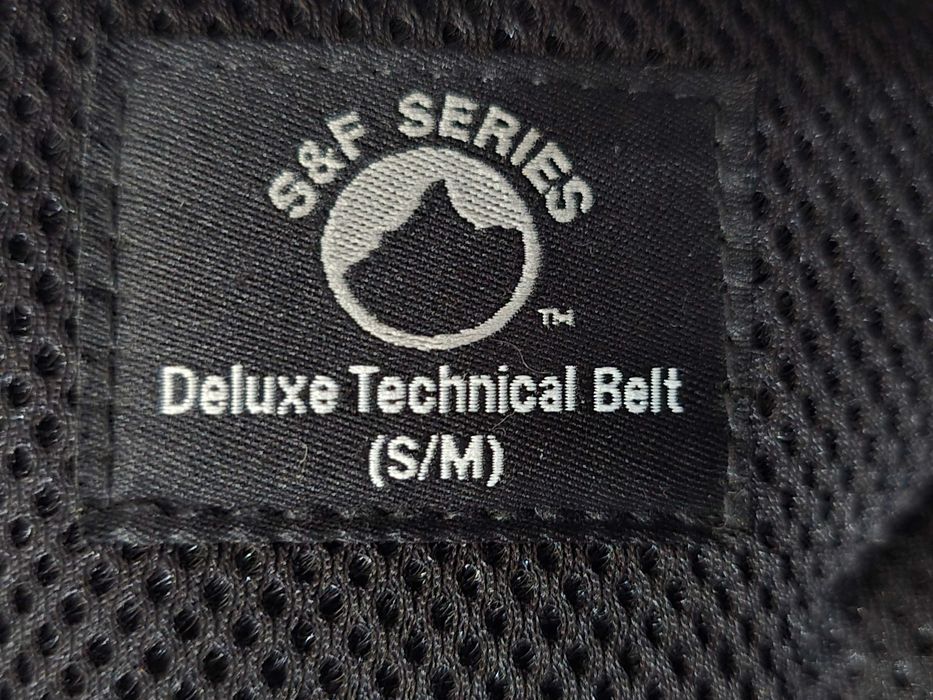 S&F SERIES
TM
Deluxe Technical Belt
(S/M)